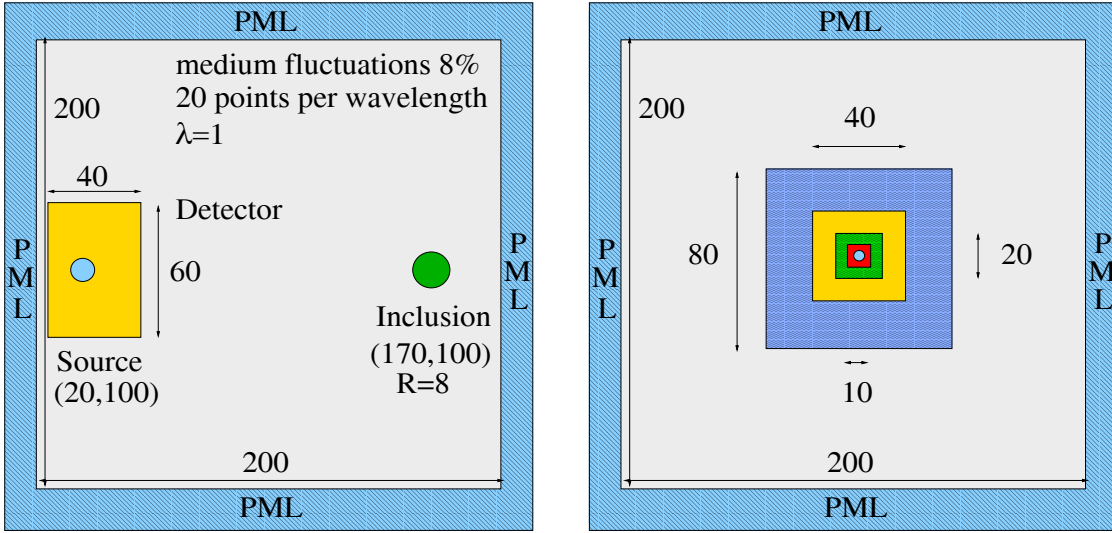 PML
medium fluctuations 8%
20 points per wavelength
λ=1
200
40
Detector
60
P
M
L
P
M
L
Inclusion
(170,100)
R=8
Source
(20,100)
200
PML
PML
200
40
80
20
P
M
L
P
M
L
10
200
PML